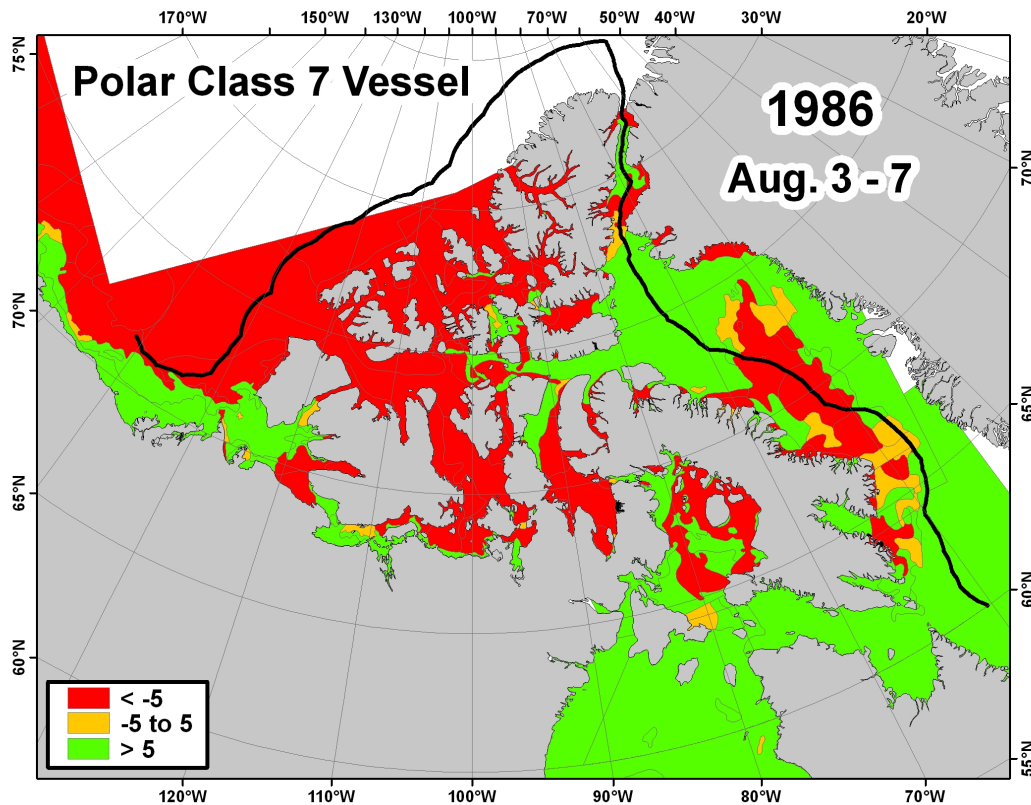 170°W 150°W 130°W 100°W 70°W 50°W 40°W 30°W 20°W
75°N
Polar Class 7 Vessel
1986
Aug. 3 - 7
70°N
70°N
65°N
65°N
60°N
60°N
55°N
< -5
-5 to 5
> 5
120°W 110°W 100°W 90°W 80°W 70°W